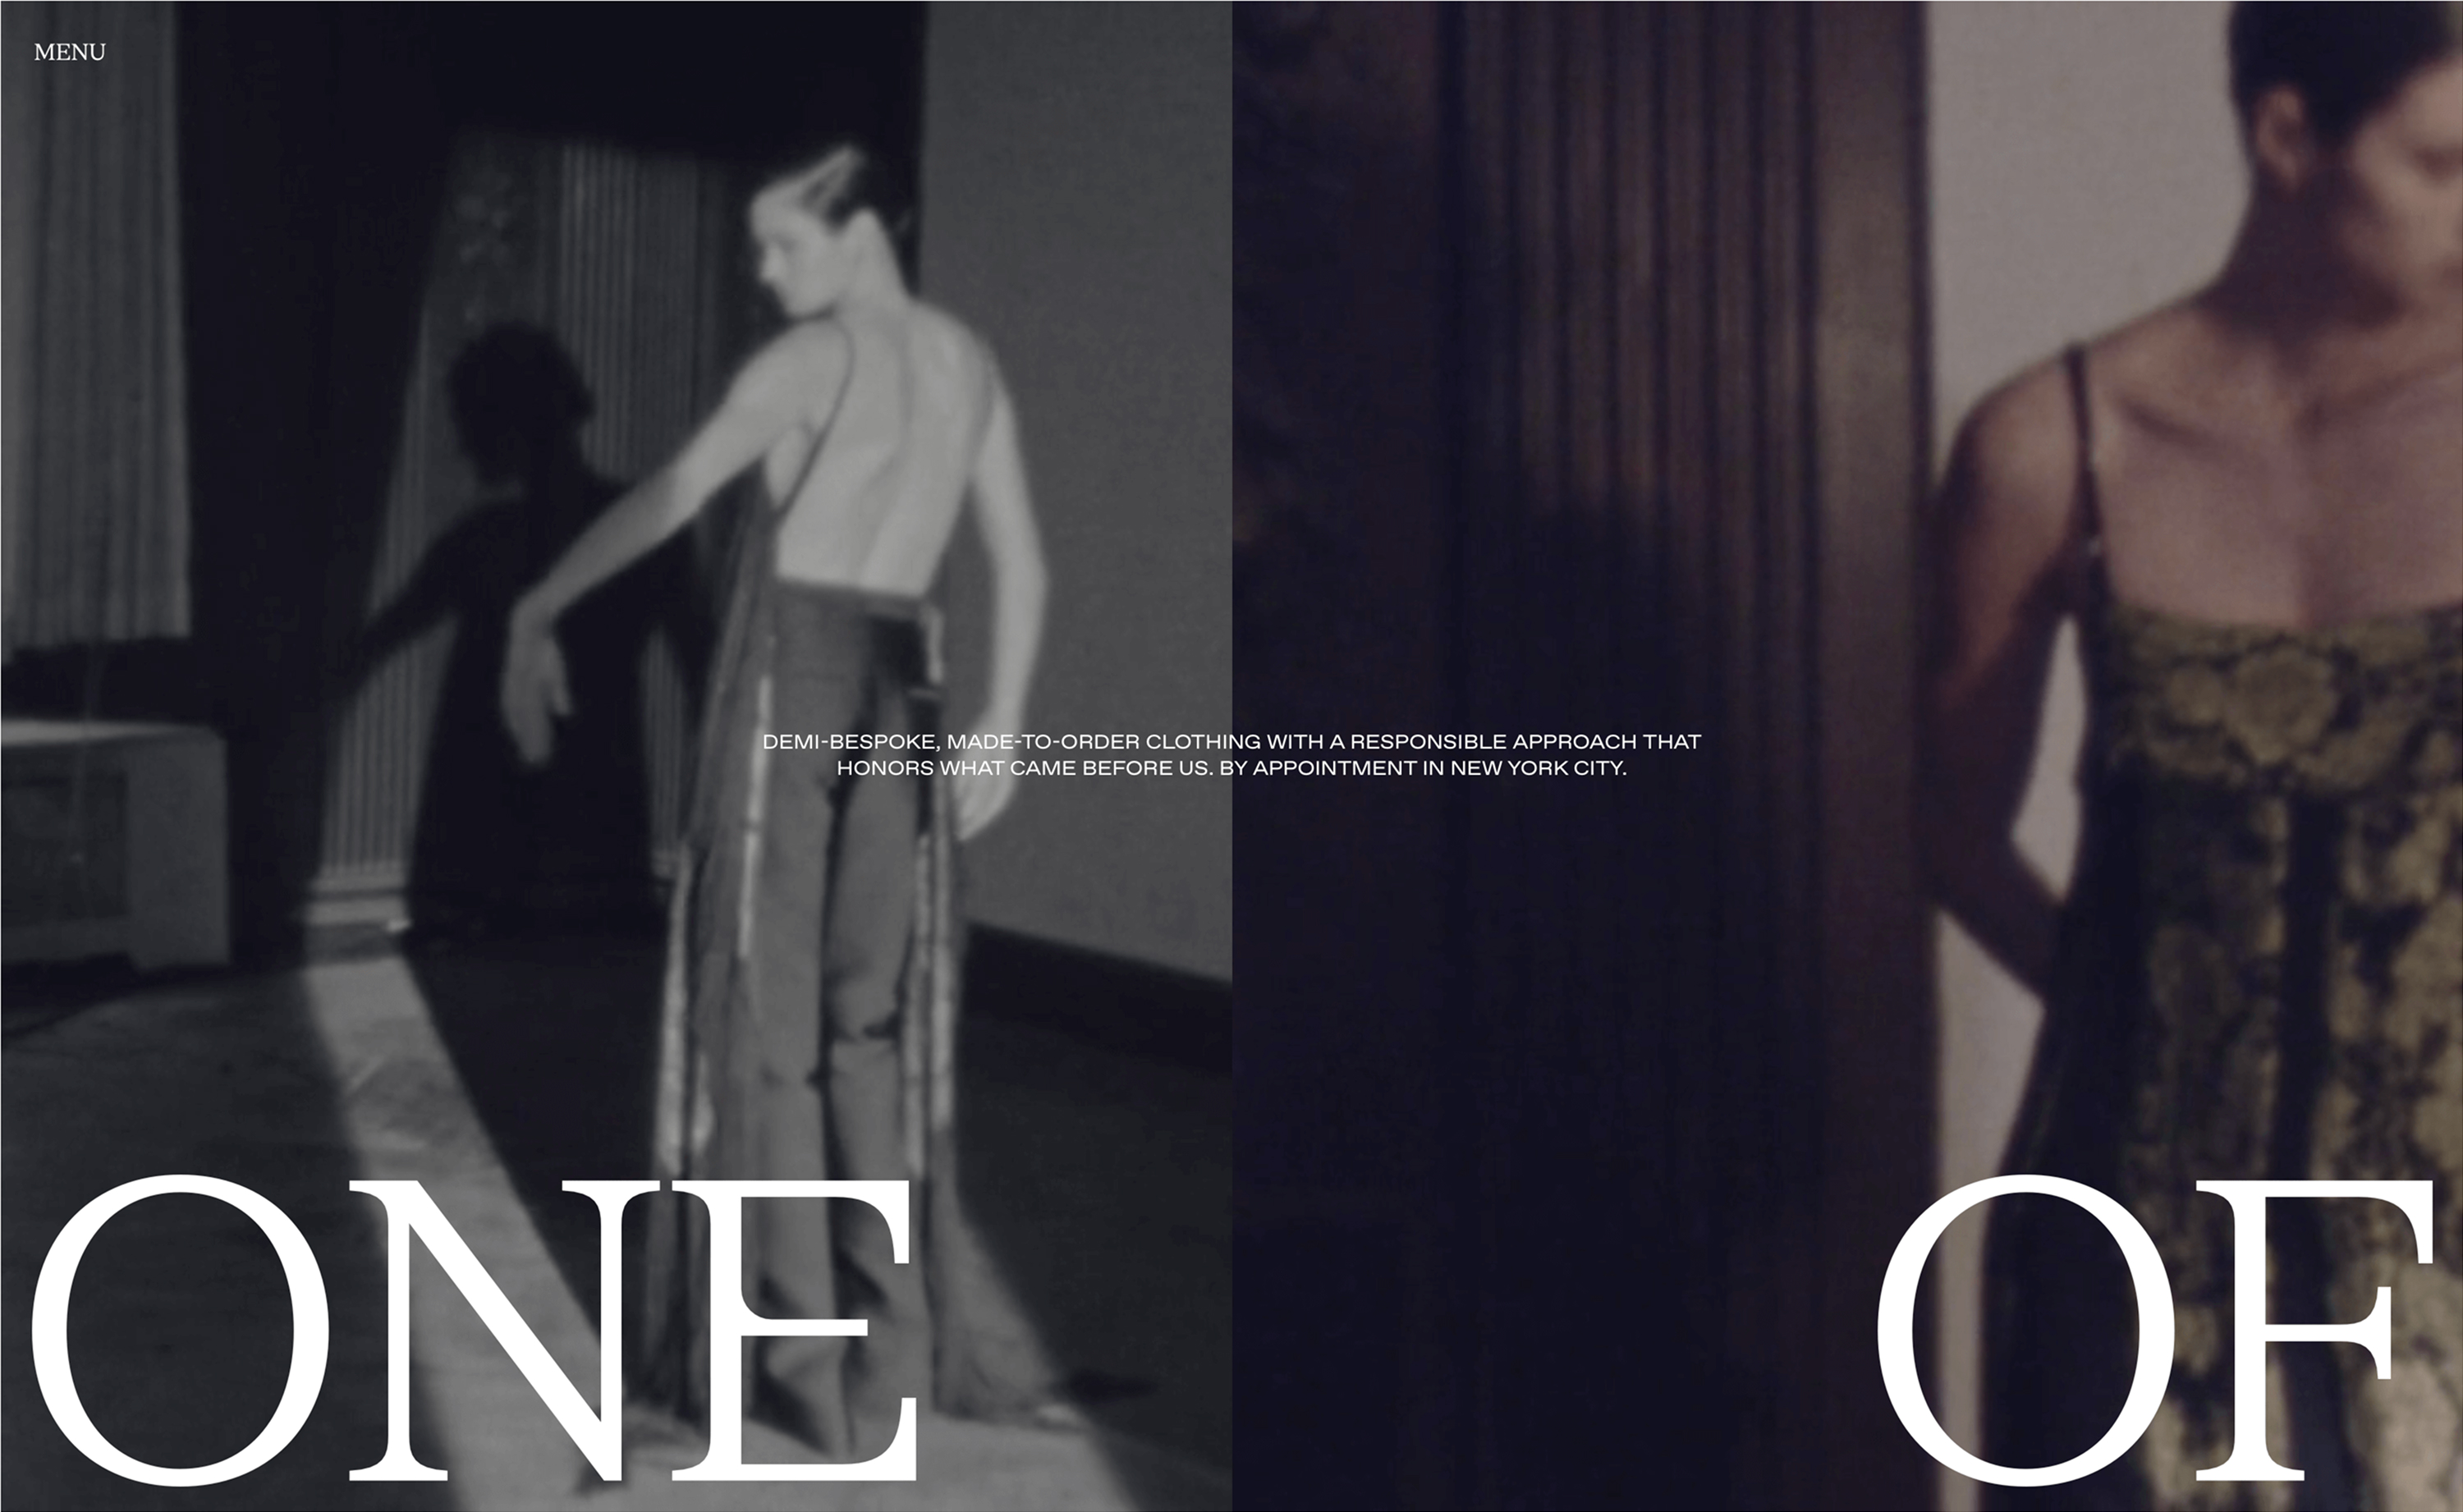 MENU
DEMI-BESPOKE, MADE-TO-ORDER CLOTHING WITH A RESPONSIBLE APPROACH THAT
HONORS WHAT CAME BEFORE US. BY APPOINTMENT IN NEW YORK CITY.
ONE OF